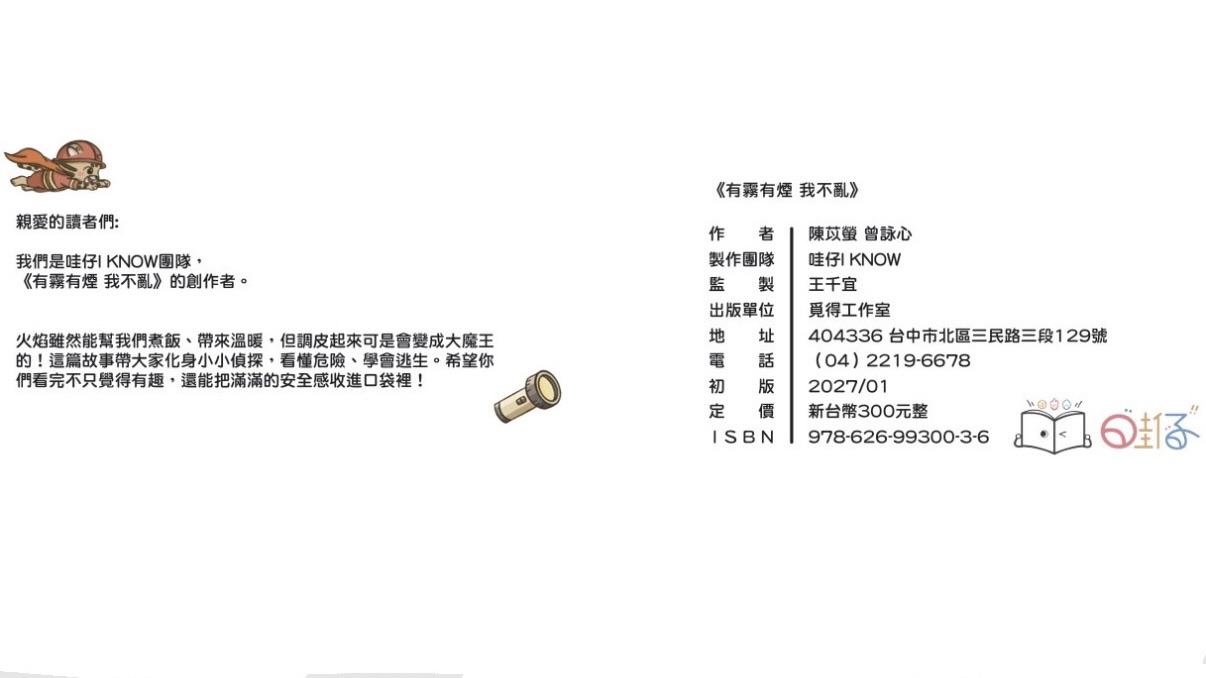 親愛的讀者們:
我們是哇仔I KNOW團隊，
《有霧有煙 我不亂》的創作者。
火焰雖然能幫我們煮飯、帶來溫暖，但調皮起來可是會變成大魔王
的！這篇故事帶大家化身小小偵探，看懂危險、學會逃生。希望你
們看完不只覺得有趣，還能把滿滿的安全感收進口袋裡！
《有霧有煙 我不亂》
作者 陳苡螢 曾詠心
製作團隊 哇仔I KNOW
監製 王千宜
出版單位 覓得工作室
地址 404336 台中市北區三民路三段129號
電話 （04）2219-6678
初版 2027/01
定價 新台幣300元整
ISBN 978-626-99300-3-6
哇仔